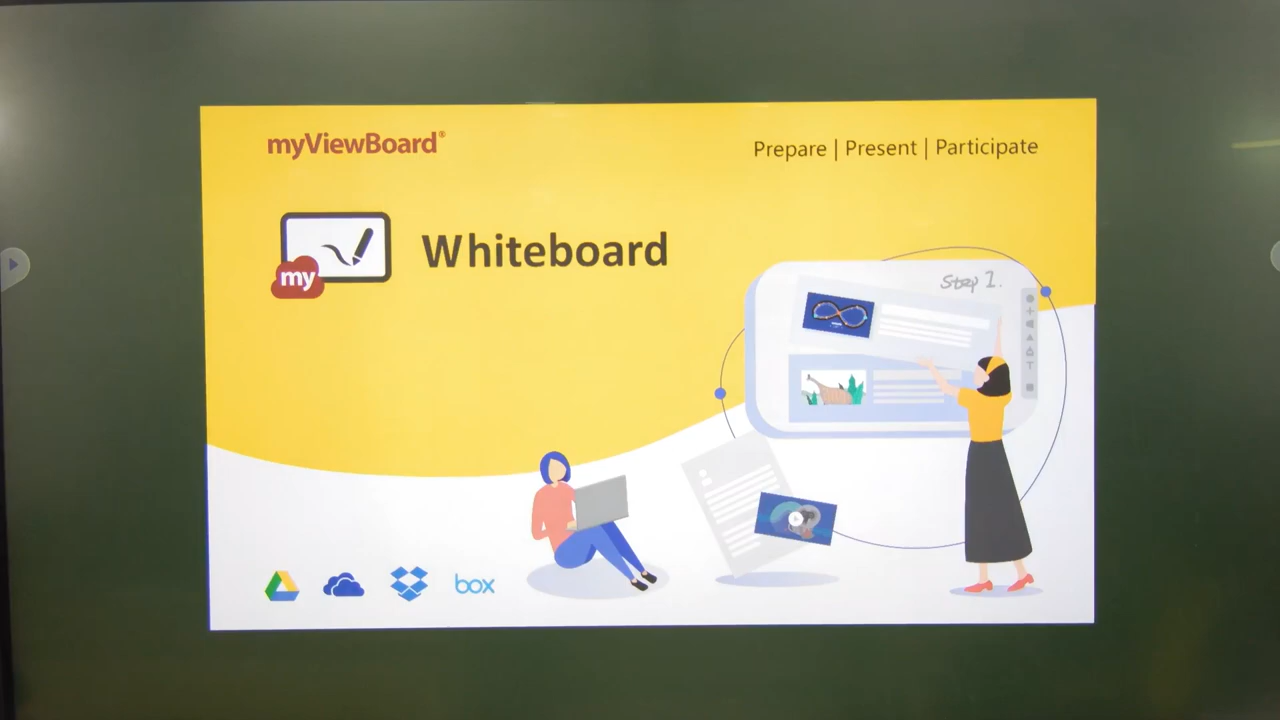 myViewBoard®
Prepare | Present | Participate
my
Whiteboard
Step 1.
box